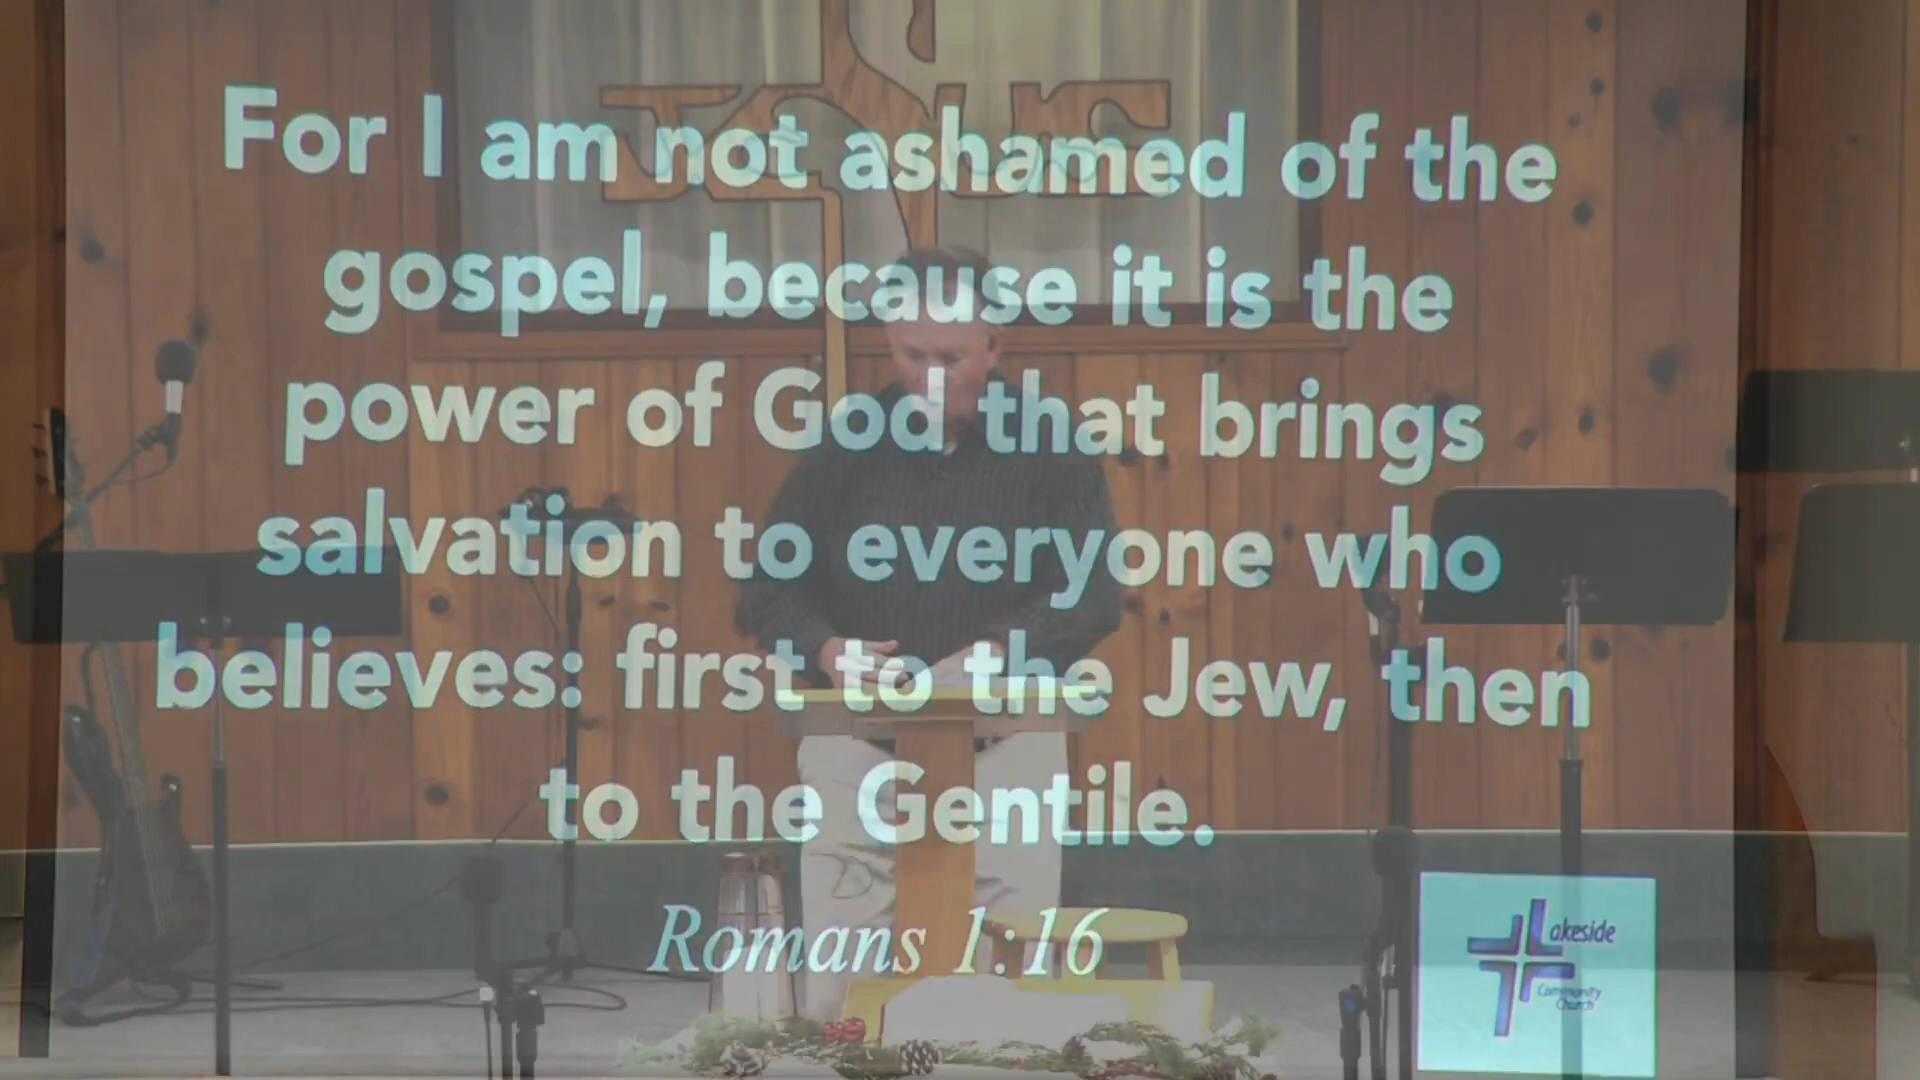 JESUS
For I am not ashamed of the
gospel, because it is the
power of God that brings
salvation to everyone who
believes: first to the Jew, then
to the Gentile.
Romans 1:16
Lakeside
Community
Church